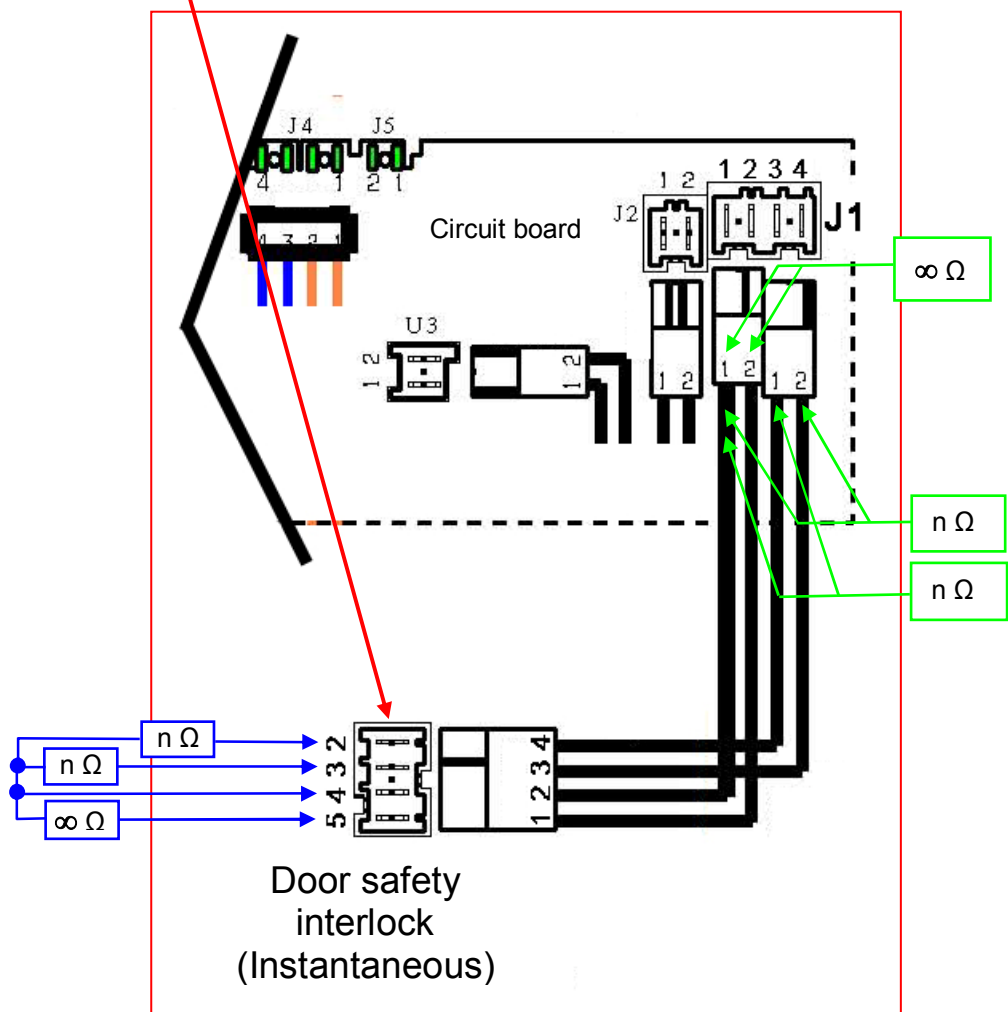 J4 J5
4 1 2 1
4 3 2 1
Circuit board
1 2
J2
1 2 3 4
J1
∞ Ω
U3
1 2
1 2
1 2
1 2
1 2
n Ω
n Ω
n Ω
n Ω
∞ Ω
2
3
4
5
4
3
2
1
Door safety
interlock
(Instantaneous)